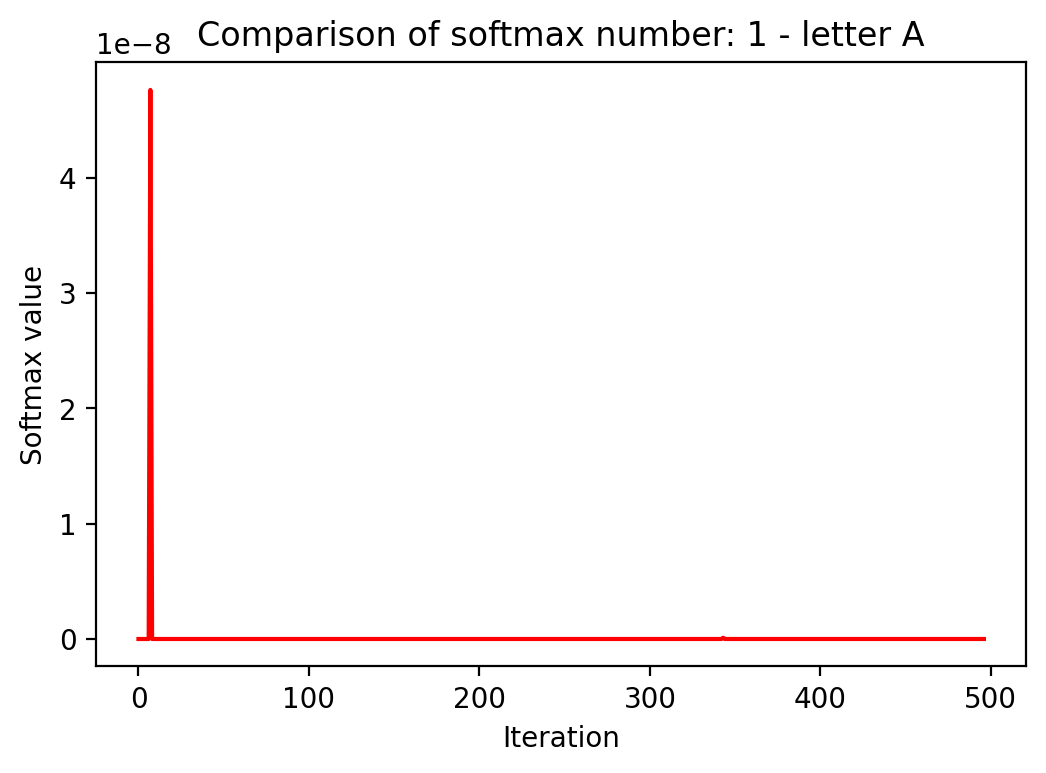 Comparison of softmax number: 1 - letter A
1e−8
4
3
2
1
0
Softmax value
0 100 200 300 400 500
Iteration